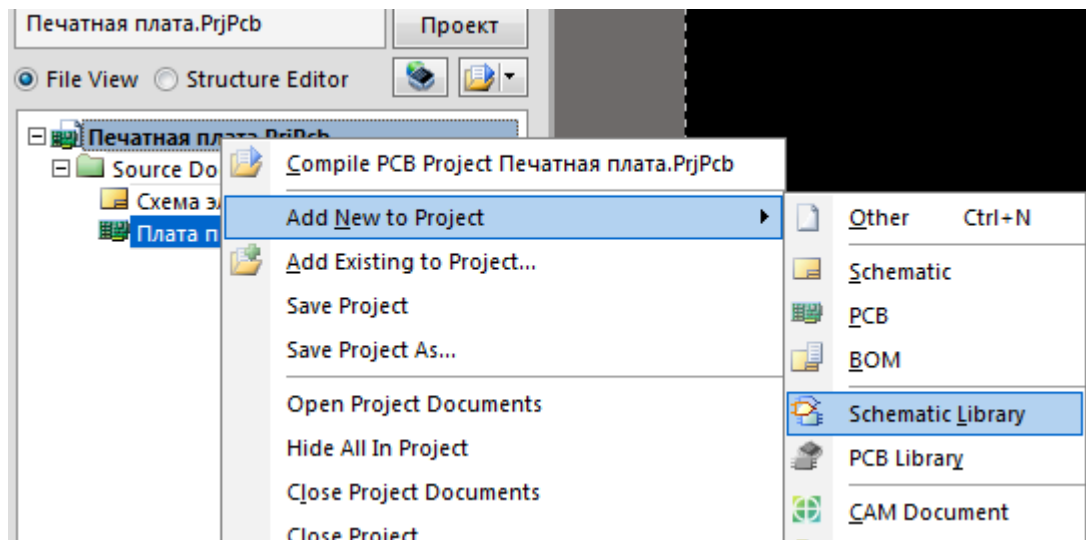 Печатная плата.PrjPcb
Проект
File View
Structure Editor
Печатная плата.PrjPcb
Source Do
Схема э
Плата п
Compile PCB Project Печатная плата.PrjPcb
Add New to Project
Add Existing to Project...
Save Project
Save Project As...
Open Project Documents
Hide All In Project
Close Project Documents
Close Project
Other Ctrl+N
Schematic
PCB
BOM
Schematic Library
PCB Library
CAM Document